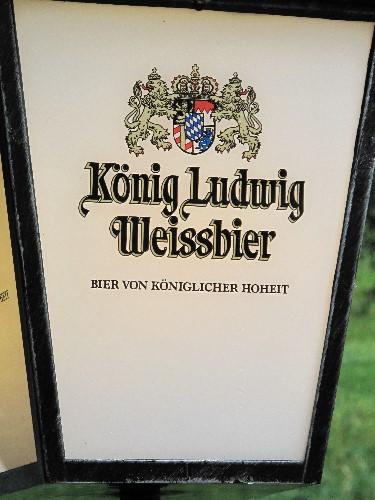 König Ludwig
Weissbier
BIER VON KÖNIGLICHER HOHEIT